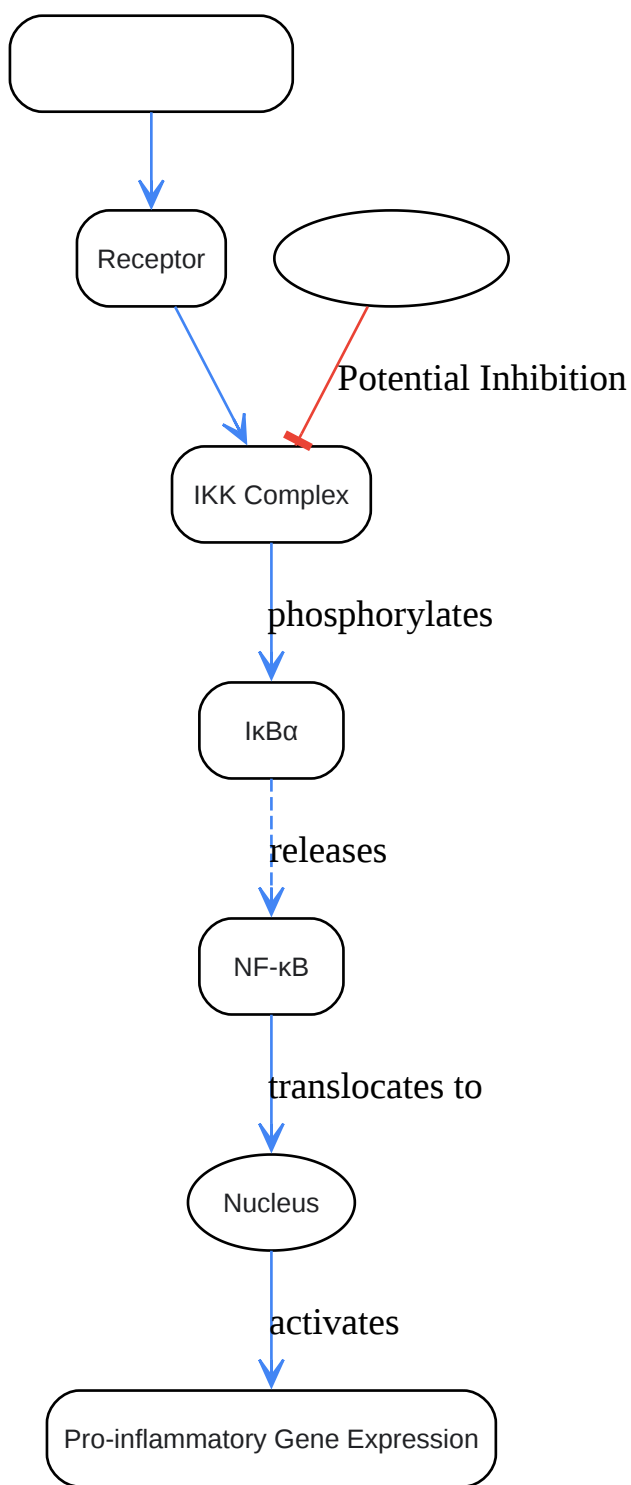 Receptor
Potential Inhibition
IKK Complex
phosphorylates
IκBα
releases
NF-κB
translocates to
Nucleus
activates
Pro-inflammatory Gene Expression